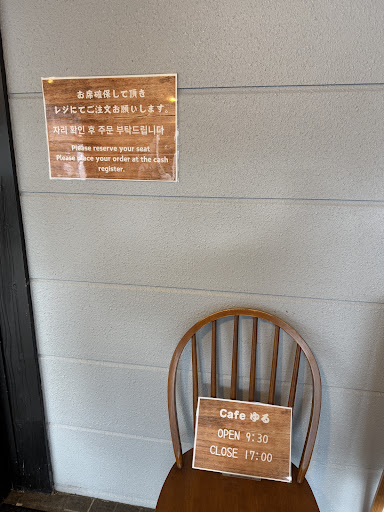 お席確保して頂き
レジにてご注文お願いします。
자리 확인 후 주문 부탁드립니다
Please reserve your seat
Please place your order at the cash
register.
Cafe ゆる
OPEN 9:30
CLOSE 17:00